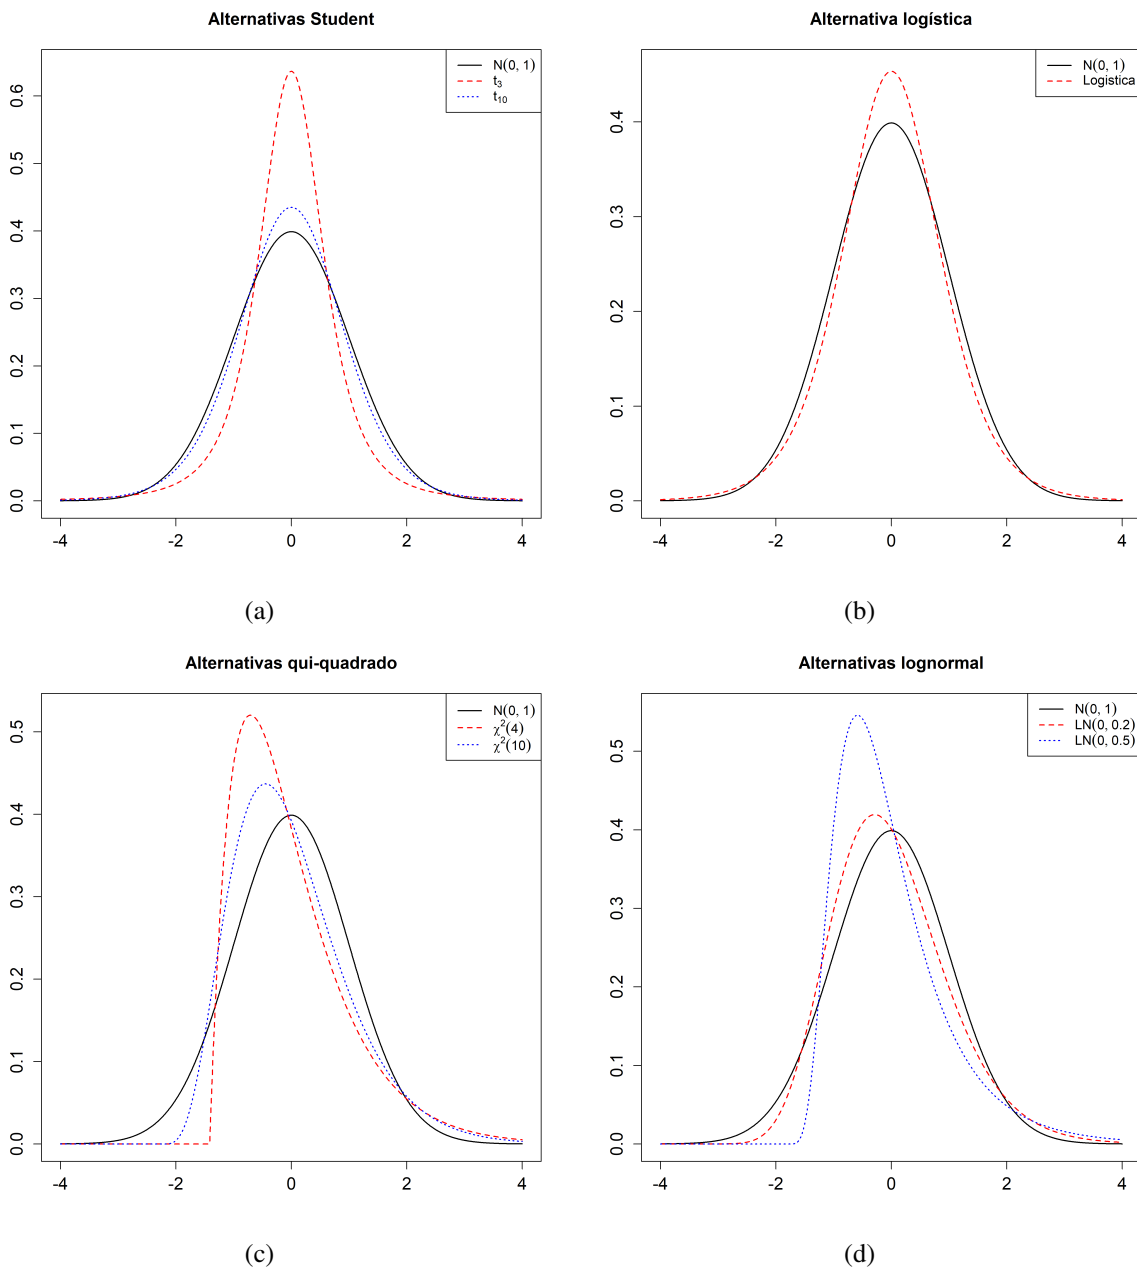 Alternativas Student
N(0, 1)
t3
t10
0.0
0.1
0.2
0.3
0.4
0.5
0.6
-4
-2
0
2
4
(a)
Alternativa logística
N(0, 1)
Logistica
0.0
0.1
0.2
0.3
0.4
-4
-2
0
2
4
(b)
Alternativas qui-quadrado
N(0, 1)
χ²(4)
χ²(10)
0.0
0.1
0.2
0.3
0.4
0.5
-4
-2
0
2
4
(c)
Alternativas lognormal
N(0, 1)
LN(0, 0.2)
LN(0, 0.5)
0.0
0.1
0.2
0.3
0.4
0.5
-4
-2
0
2
4
(d)